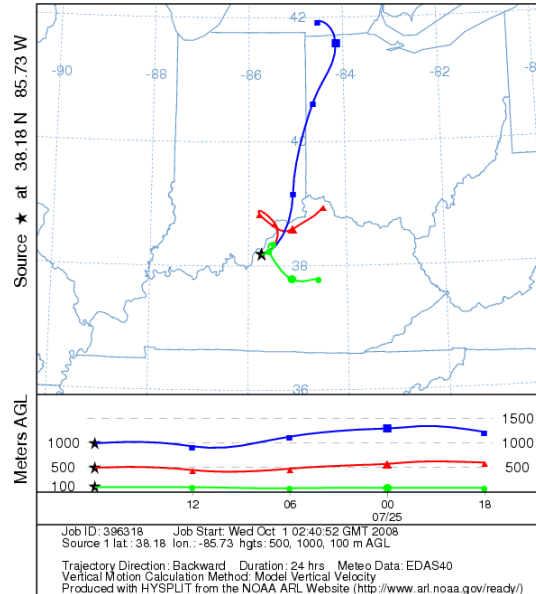 Source ★ at 38.18 N 85.73 W
42
-90
-88
-86
-84
-82
40
38
36
Meters AGL
1500
1000
1000
500
500
100
12
06
00
18
07/25
Job ID: 396318 Job Start: Wed Oct 1 02:40:52 GMT 2008
Source 1 lat.: 38.18 lon.: -85.73 hgts: 500, 1000, 100 m AGL
Trajectory Direction: Backward Duration: 24 hrs Meteo Data: EDAS40
Vertical Motion Calculation Method: Model Vertical Velocity
Produced with HYSPLIT from the NOAA ARL Website (http://www.arl.noaa.gov/ready/)